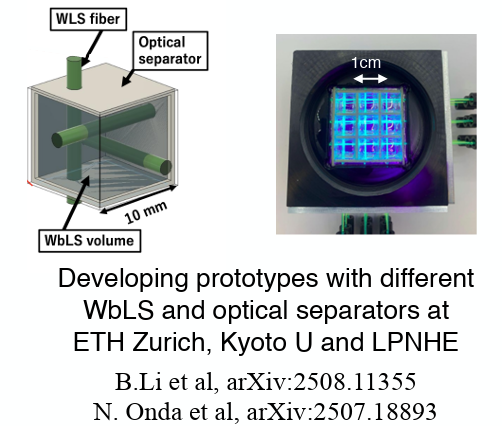 WLS fiber
Optical
separator
1cm
10 mm
WbLS volume
Developing prototypes with different
WbLS and optical separators at
ETH Zurich, Kyoto U and LPNHE
B.Li et al, arXiv:2508.11355
N. Onda et al, arXiv:2507.18893